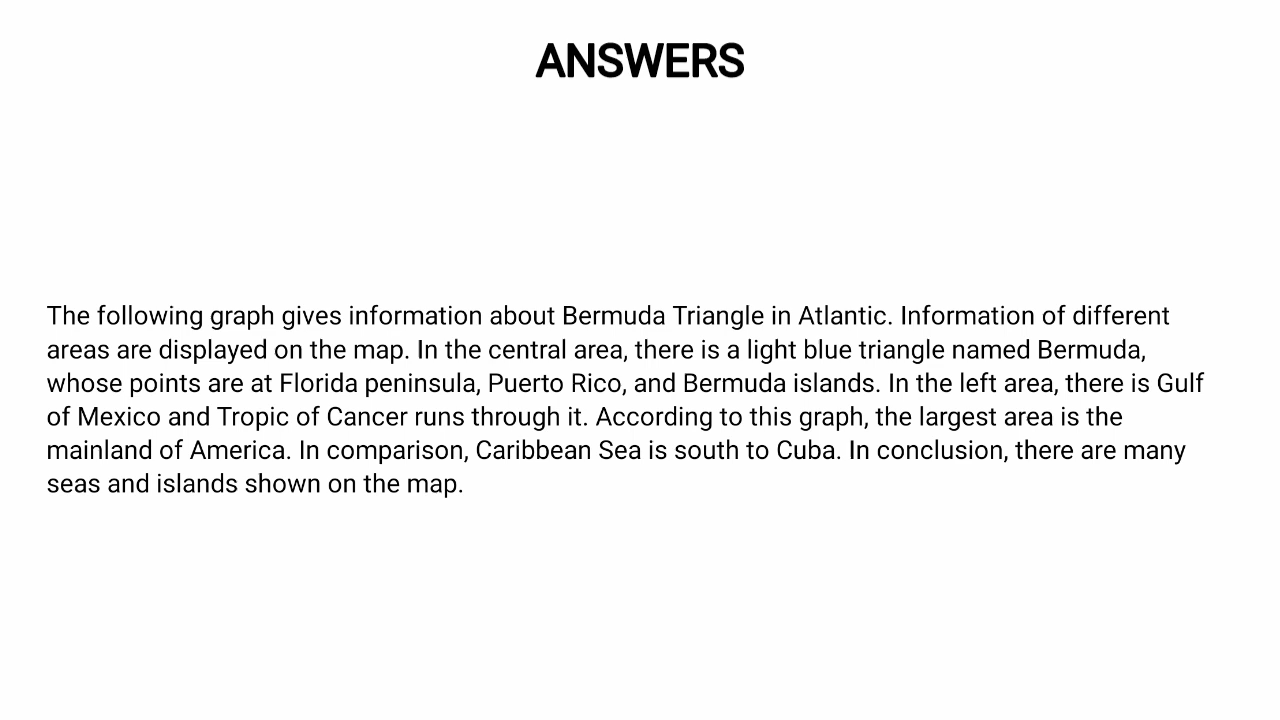 ANSWERS
The following graph gives information about Bermuda Triangle in Atlantic. Information of different
areas are displayed on the map. In the central area, there is a light blue triangle named Bermuda,
whose points are at Florida peninsula, Puerto Rico, and Bermuda islands. In the left area, there is Gulf
of Mexico and Tropic of Cancer runs through it. According to this graph, the largest area is the
mainland of America. In comparison, Caribbean Sea is south to Cuba. In conclusion, there are many
seas and islands shown on the map.